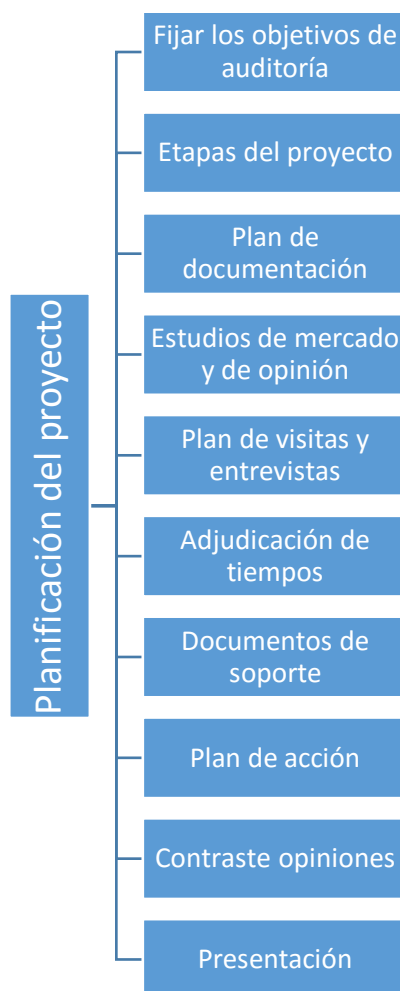 Planificación del proyecto
Fijar los objetivos de
auditoría
Etapas del proyecto
Plan de
documentación
Estudios de mercado
y de opinión
Plan de visitas y
entrevistas
Adjudicación de
tiempos
Documentos de
soporte
Plan de acción
Contraste opiniones
Presentación